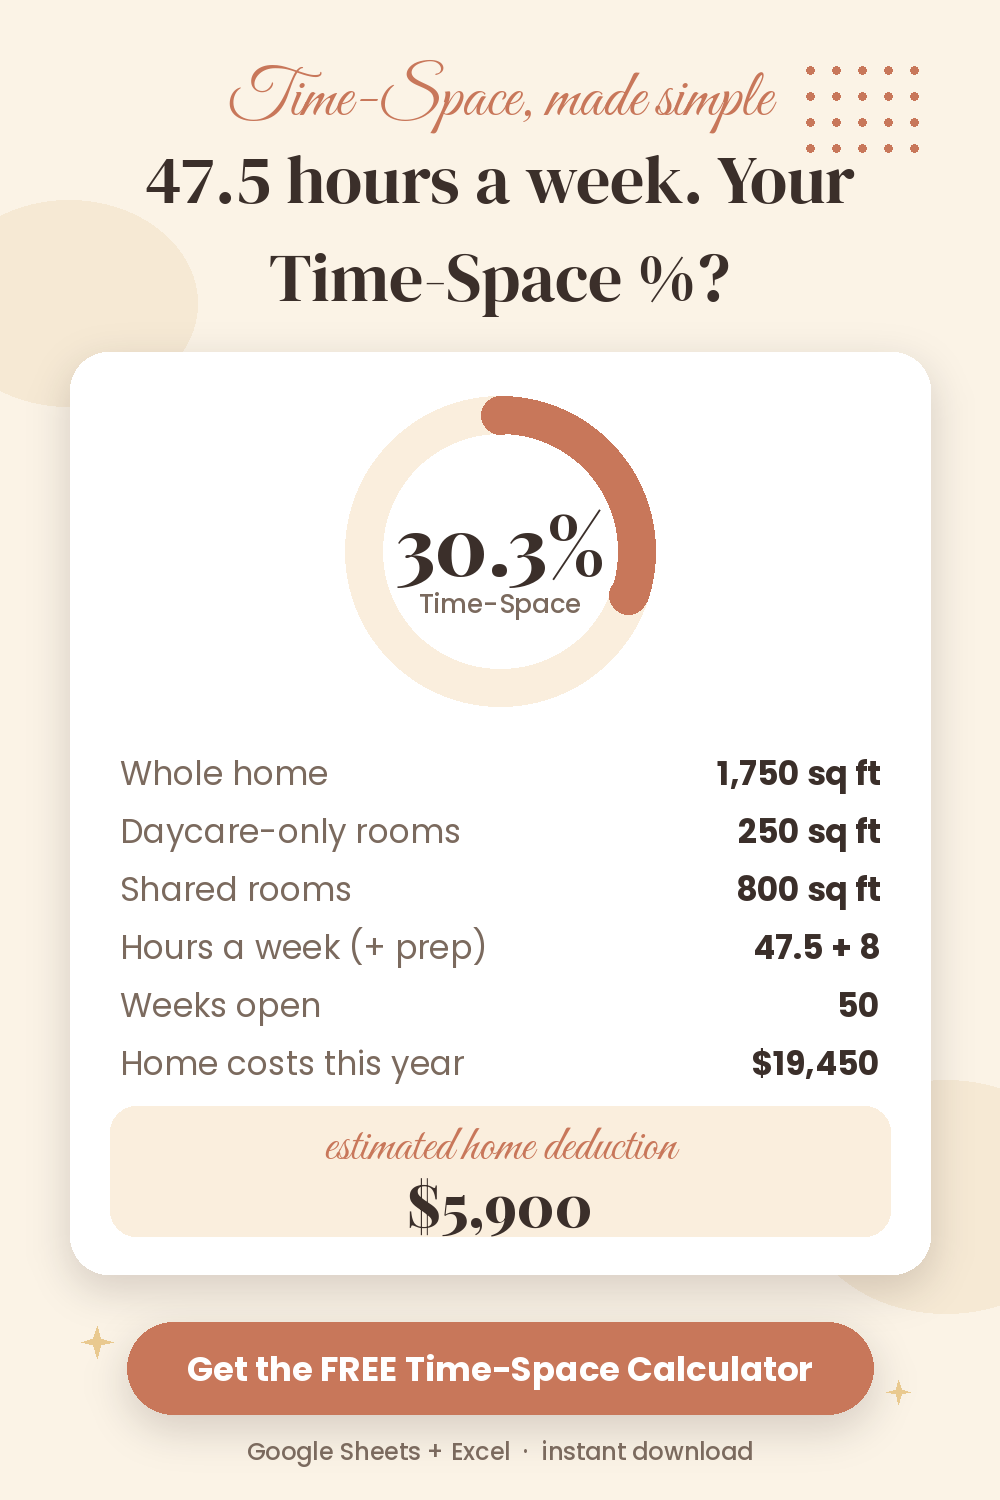 Time-Space, made simple
47.5 hours a week. Your
Time-Space %?
30.3%
Time-Space
Whole home 1,750 sq ft
Daycare-only rooms 250 sq ft
Shared rooms 800 sq ft
Hours a week (+ prep) 47.5 + 8
Weeks open 50
Home costs this year $19,450
estimated home deduction
$5,900
Get the FREE Time-Space Calculator
Google Sheets + Excel · instant download